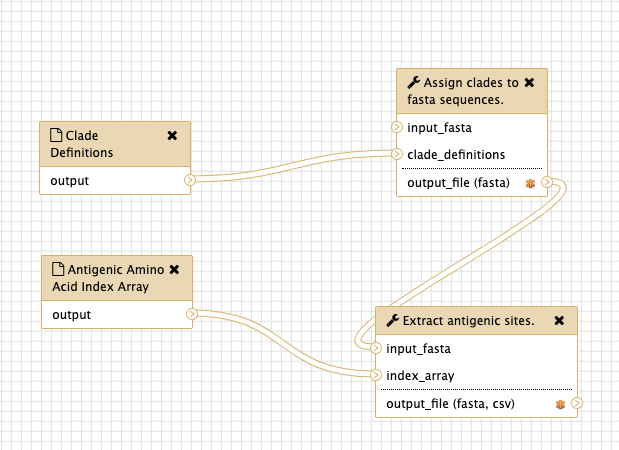 Clade
Definitions
output
Assign clades to
fasta sequences.
input_fasta
clade_definitions
output_file (fasta)
Antigenic Amino
Acid Index Array
output
Extract antigenic sites.
input_fasta
index_array
output_file (fasta, csv)